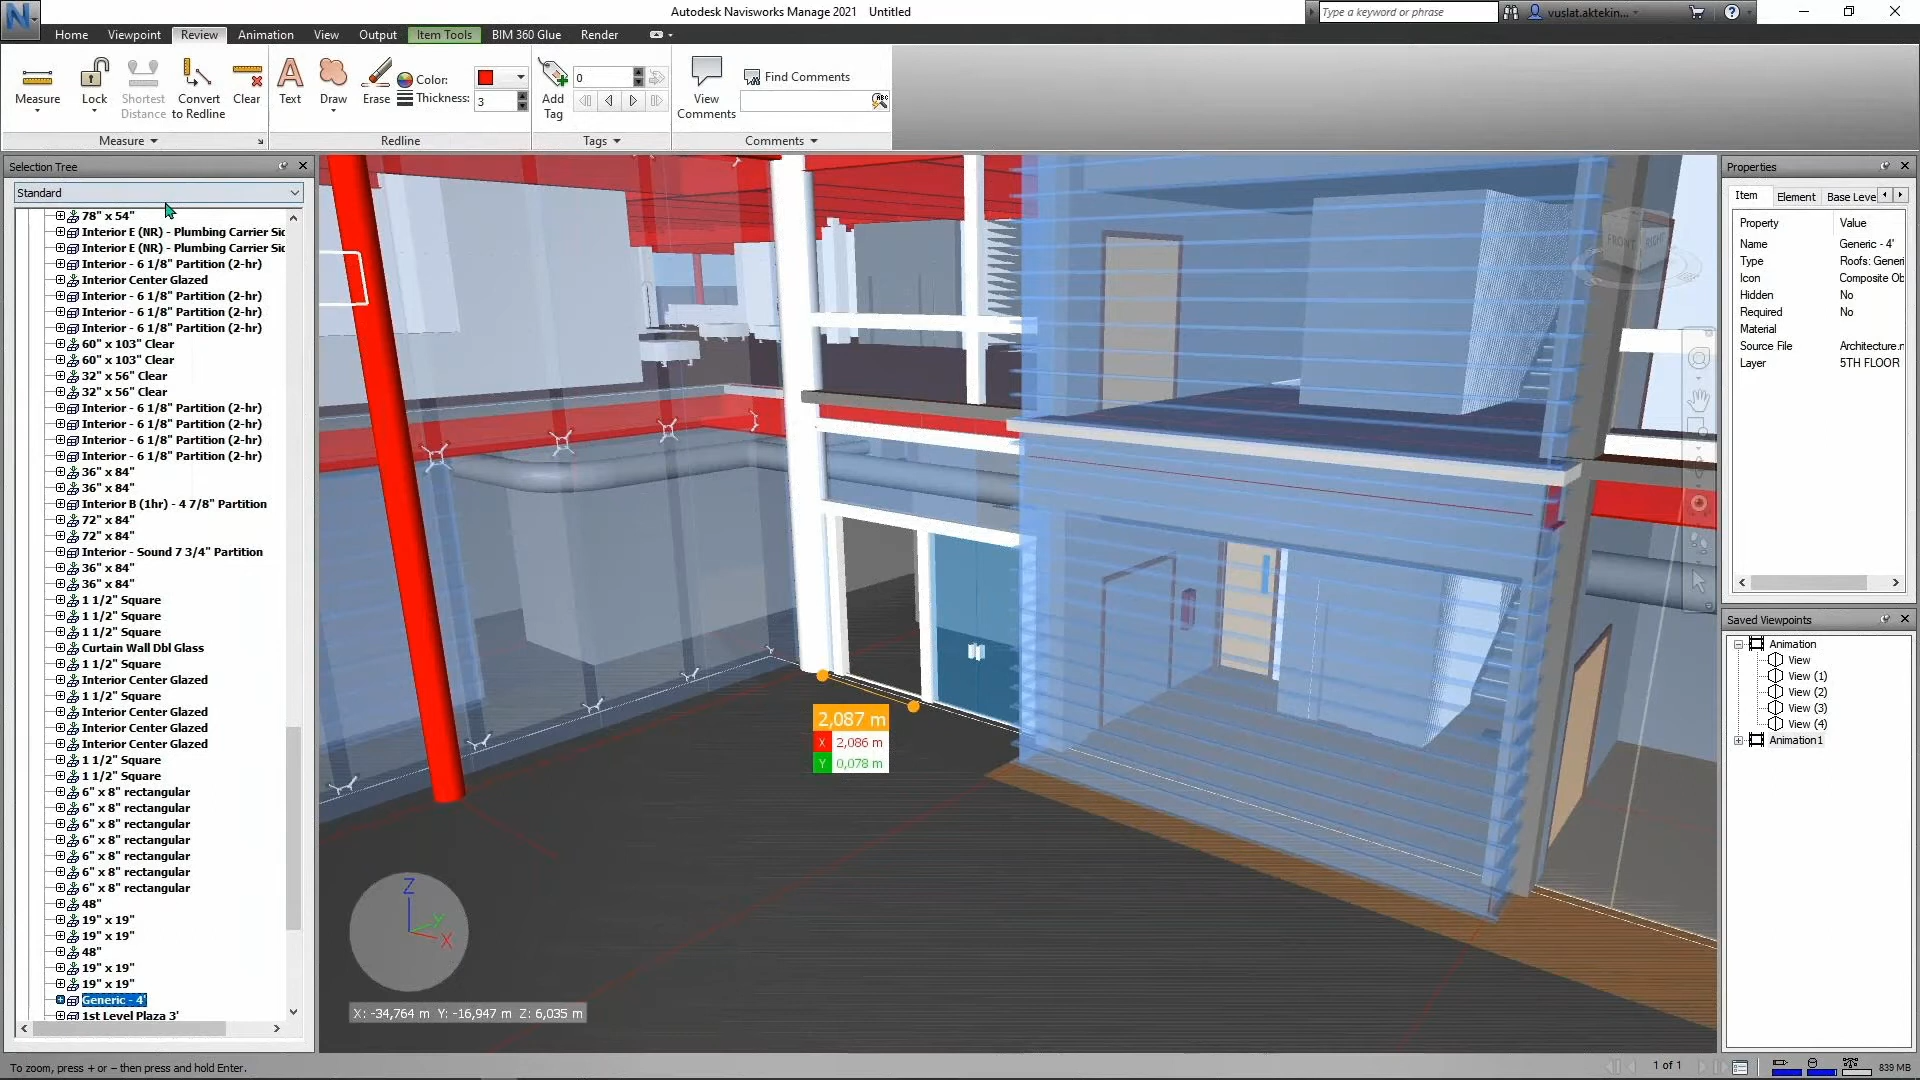 Autodesk Navisworks Manage 2021 Untitled
Type a keyword or phrase
vuslat.aktekin...
Home Viewpoint Review Animation View Output Item Tools BIM 360 Glue Render
Measure
Lock
Shortest
Distance
Convert
to Redline
Clear
Text
Draw
Erase
Color:
Thickness: 3
Add
Tag
0
View
Comments
Find Comments
Measure Redline Tags Comments
Selection Tree
Standard
78" x 54"
Interior E (NR) - Plumbing Carrier Sid
Interior E (NR) - Plumbing Carrier Sid
Interior - 6 1/8" Partition (2-hr)
Interior Center Glazed
Interior - 6 1/8" Partition (2-hr)
Interior - 6 1/8" Partition (2-hr)
Interior - 6 1/8" Partition (2-hr)
60" x 103" Clear
60" x 103" Clear
32" x 56" Clear
32" x 56" Clear
Interior - 6 1/8" Partition (2-hr)
Interior - 6 1/8" Partition (2-hr)
Interior - 6 1/8" Partition (2-hr)
Interior - 6 1/8" Partition (2-hr)
36" x 84"
36" x 84"
Interior B (1hr) - 4 7/8" Partition
72" x 84"
72" x 84"
Interior - Sound 7 3/4" Partition
36" x 84"
36" x 84"
1 1/2" Square
1 1/2" Square
1 1/2" Square
Curtain Wall Dbl Glass
1 1/2" Square
Interior Center Glazed
1 1/2" Square
Interior Center Glazed
Interior Center Glazed
Interior Center Glazed
1 1/2" Square
1 1/2" Square
6" x 8" rectangular
6" x 8" rectangular
6" x 8" rectangular
6" x 8" rectangular
6" x 8" rectangular
6" x 8" rectangular
6" x 8" rectangular
48"
19" x 19"
19" x 19"
48"
19" x 19"
19" x 19"
Generic - 4'
1st Level Plaza 3'
FRONT RIGHT
2,087 m
X 2,086 m
Y 0,078 m
Z
Y
X
X: -34,764 m Y: -16,947 m Z: 6,035 m
Properties
Item Element Base Leve
Property Value
Name Generic - 4'
Type Roofs: Generi
Icon Composite Ob
Hidden No
Required No
Material
Source File Architecture.r
Layer 5TH FLOOR
Saved Viewpoints
Animation
View
View (1)
View (2)
View (3)
View (4)
Animation1
To zoom, press + or – then press and hold Enter.
1 of 1
839 MB